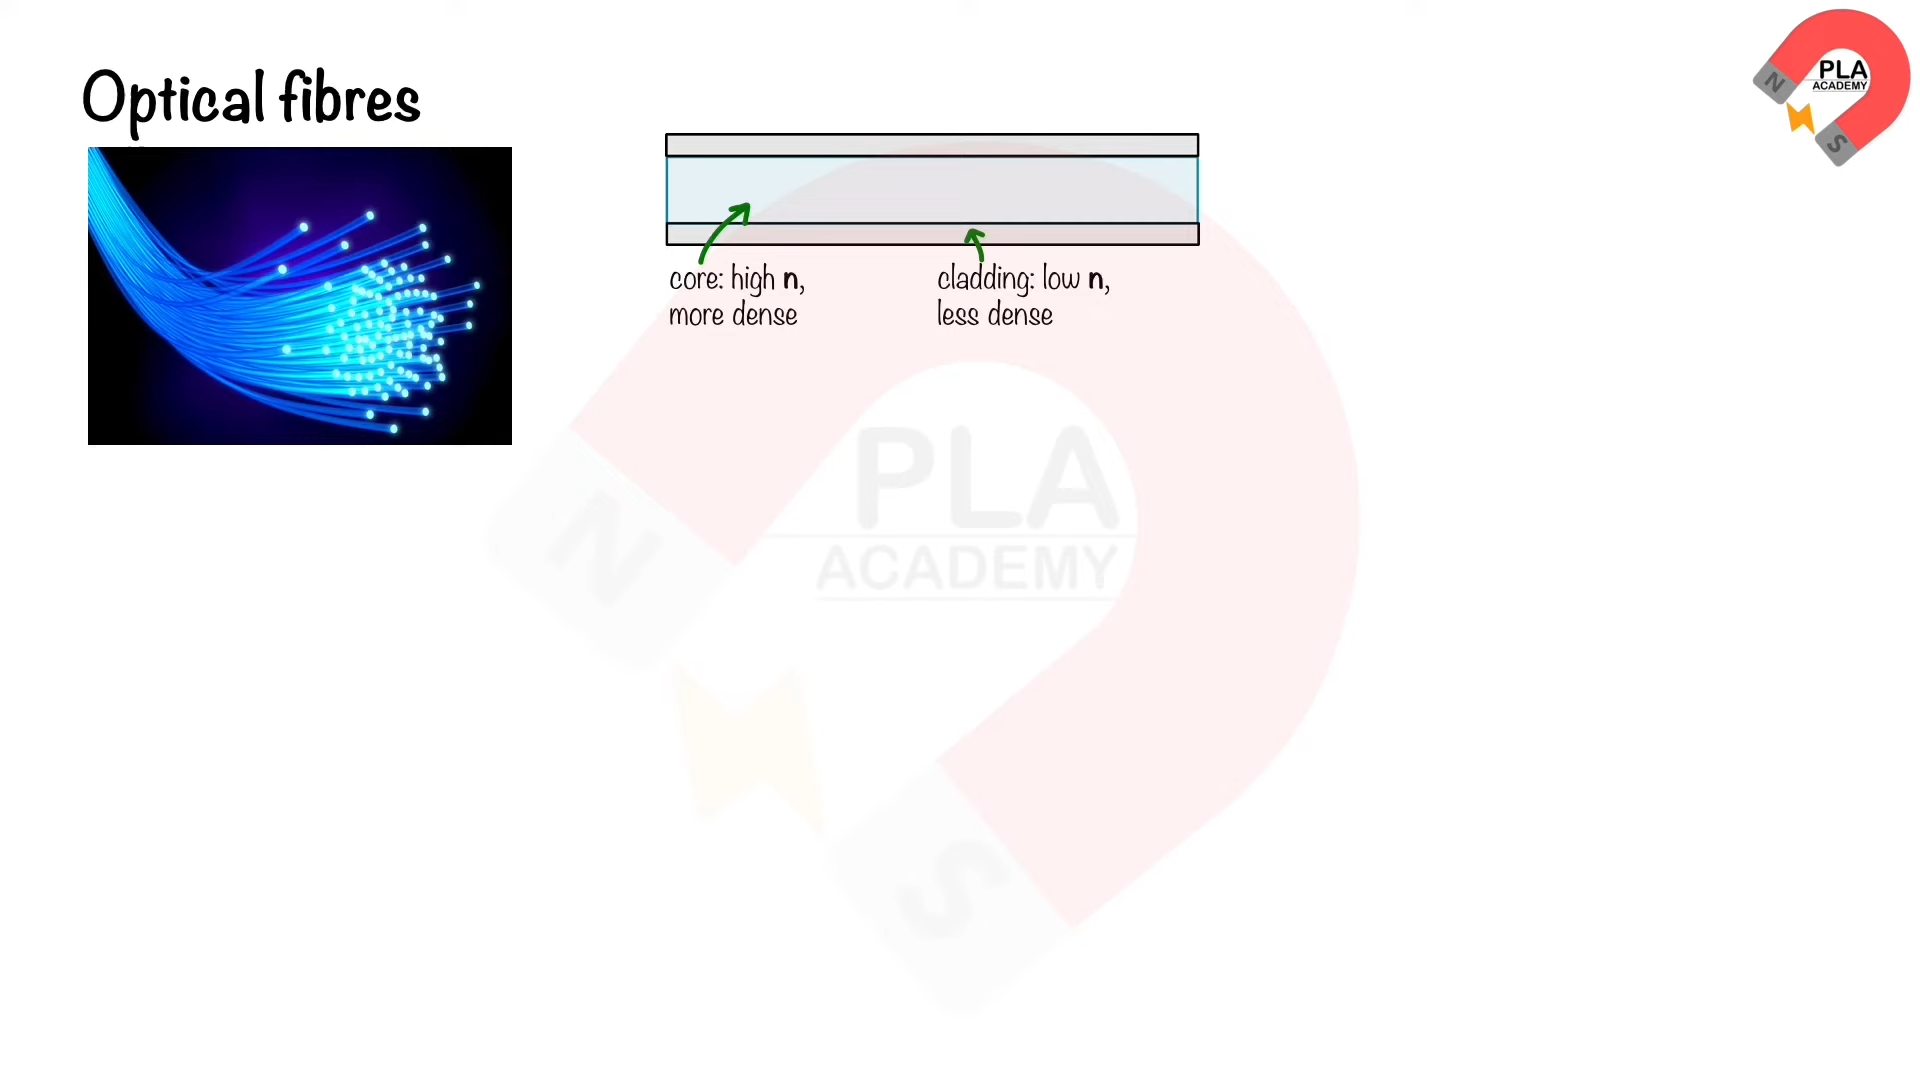 Optical fibres
PLA
ACADEMY
N
S
core: high n,
more dense
cladding: low n,
less dense
PLA
ACADEMY
N
S